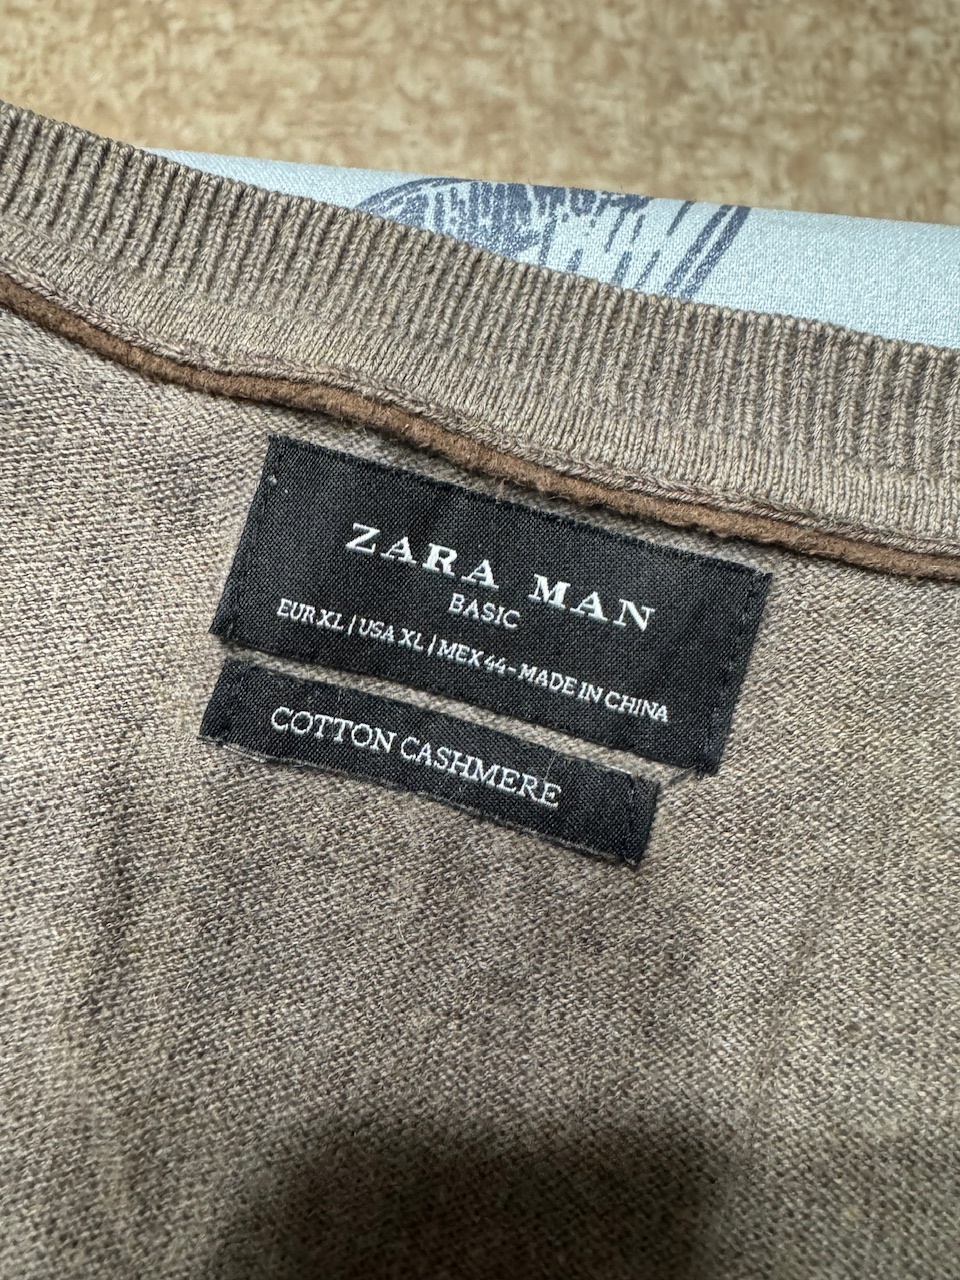 ZARA MAN
BASIC
EUR XL | USA XL | MEX 44 - MADE IN CHINA
COTTON CASHMERE